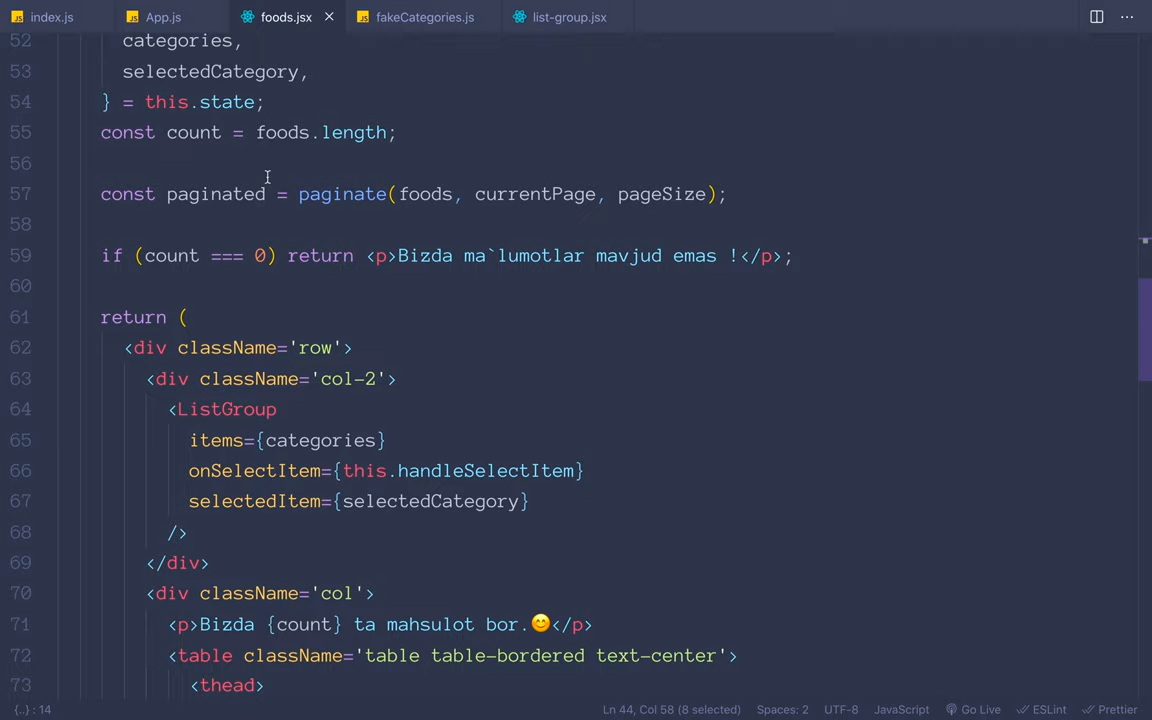 index.js App.js foods.jsx fakeCategories.js list-group.jsx
52 categories,
53 selectedCategory,
54 } = this.state;
55 const count = foods.length;
56
57 const paginated = paginate(foods, currentPage, pageSize);
58
59 if (count === 0) return <p>Bizda ma`lumotlar mavjud emas !</p>;
60
61 return (
62 <div className='row'>
63 <div className='col-2'>
64 <ListGroup
65 items={categories}
66 onSelectItem={this.handleSelectItem}
67 selectedItem={selectedCategory}
68 />
69 </div>
70 <div className='col'>
71 <p>Bizda {count} ta mahsulot bor.😊</p>
72 <table className='table table-bordered text-center'>
73 <thead>
{..} : 14 Ln 44, Col 58 (8 selected) Spaces: 2 UTF-8 JavaScript Go Live ESLint Prettier